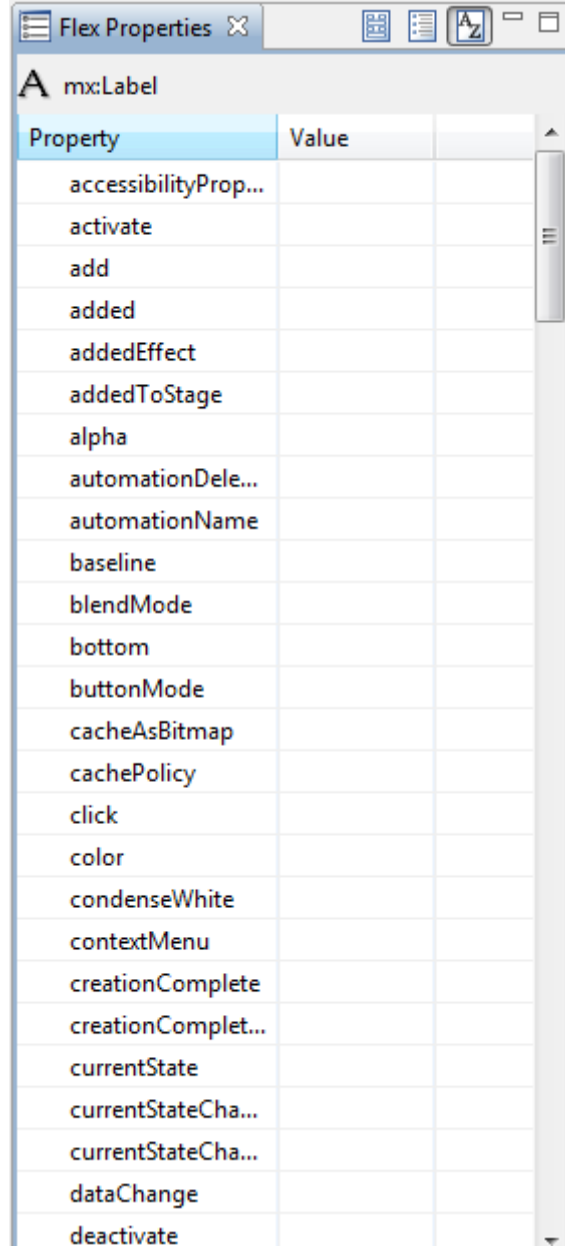 Flex Properties
A mx:Label
Property Value
accessibilityProp...
activate
add
added
addedEffect
addedToStage
alpha
automationDele...
automationName
baseline
blendMode
bottom
buttonMode
cacheAsBitmap
cachePolicy
click
color
condenseWhite
contextMenu
creationComplete
creationComplet...
currentState
currentStateCha...
currentStateCha...
dataChange
deactivate